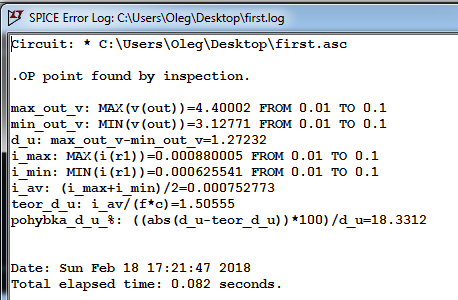 SPICE Error Log: C:\Users\Oleg\Desktop\first.log
Circuit: * C:\Users\Oleg\Desktop\first.asc
.OP point found by inspection.
max_out_v: MAX(v(out))=4.40002 FROM 0.01 TO 0.1
min_out_v: MIN(v(out))=3.12771 FROM 0.01 TO 0.1
d_u: max_out_v-min_out_v=1.27232
i_max: MAX(i(r1))=0.000880005 FROM 0.01 TO 0.1
i_min: MIN(i(r1))=0.000625541 FROM 0.01 TO 0.1
i_av: (i_max+i_min)/2=0.000752773
teor_d_u: i_av/(f*c)=1.50555
pohybka_d_u_%: ((abs(d_u-teor_d_u))*100)/d_u=18.3312
Date: Sun Feb 18 17:21:47 2018
Total elapsed time: 0.082 seconds.